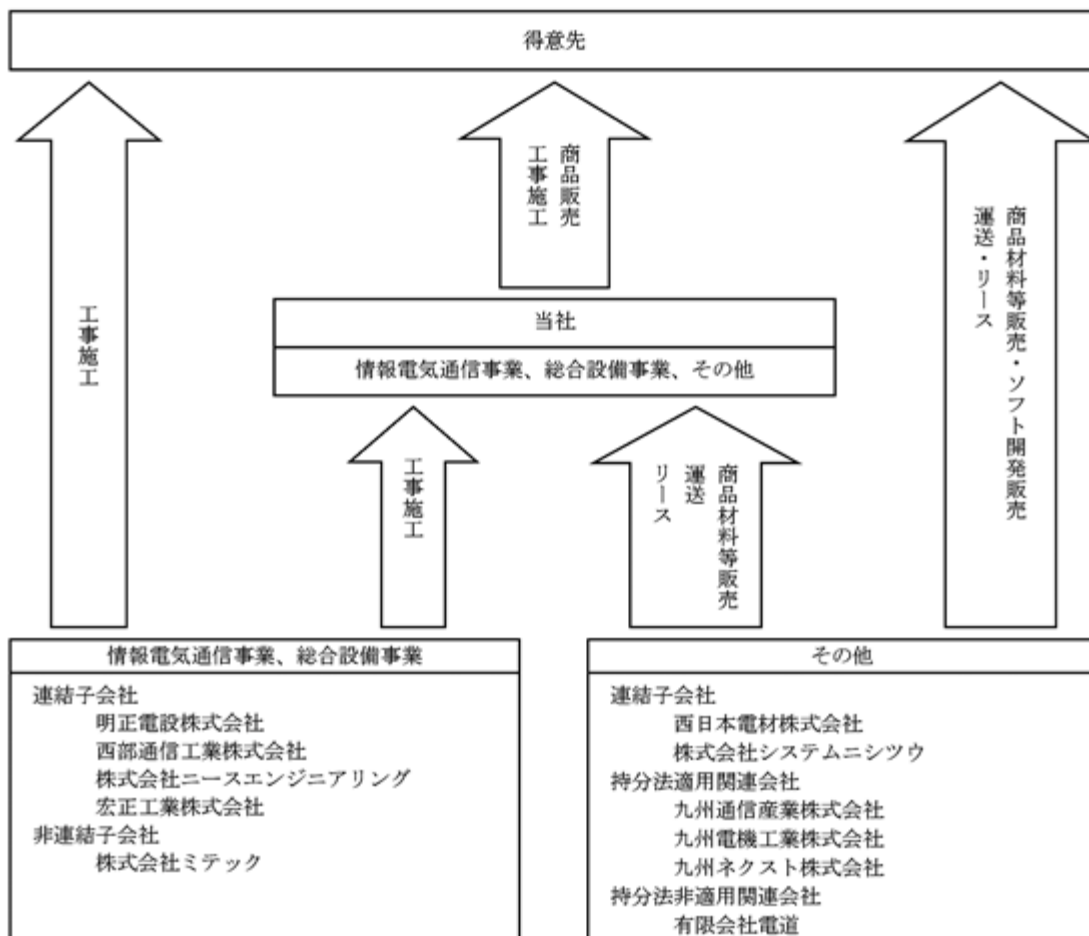 得意先
工事施工
商品販売
工事施工
商品材料等販売・ソフト開発販売
運送・リース
当社
情報電気通信事業、総合設備事業、その他
工事施工
商品材料等販売
運送
リース
情報電気通信事業、総合設備事業
連結子会社
明正電設株式会社
西部通信工業株式会社
株式会社ニースエンジニアリング
宏正工業株式会社
非連結子会社
株式会社ミテック
その他
連結子会社
西日本電材株式会社
株式会社システムニシツウ
持分法適用関連会社
九州通信産業株式会社
九州電機工業株式会社
九州ネクスト株式会社
持分法非適用関連会社
有限会社電道